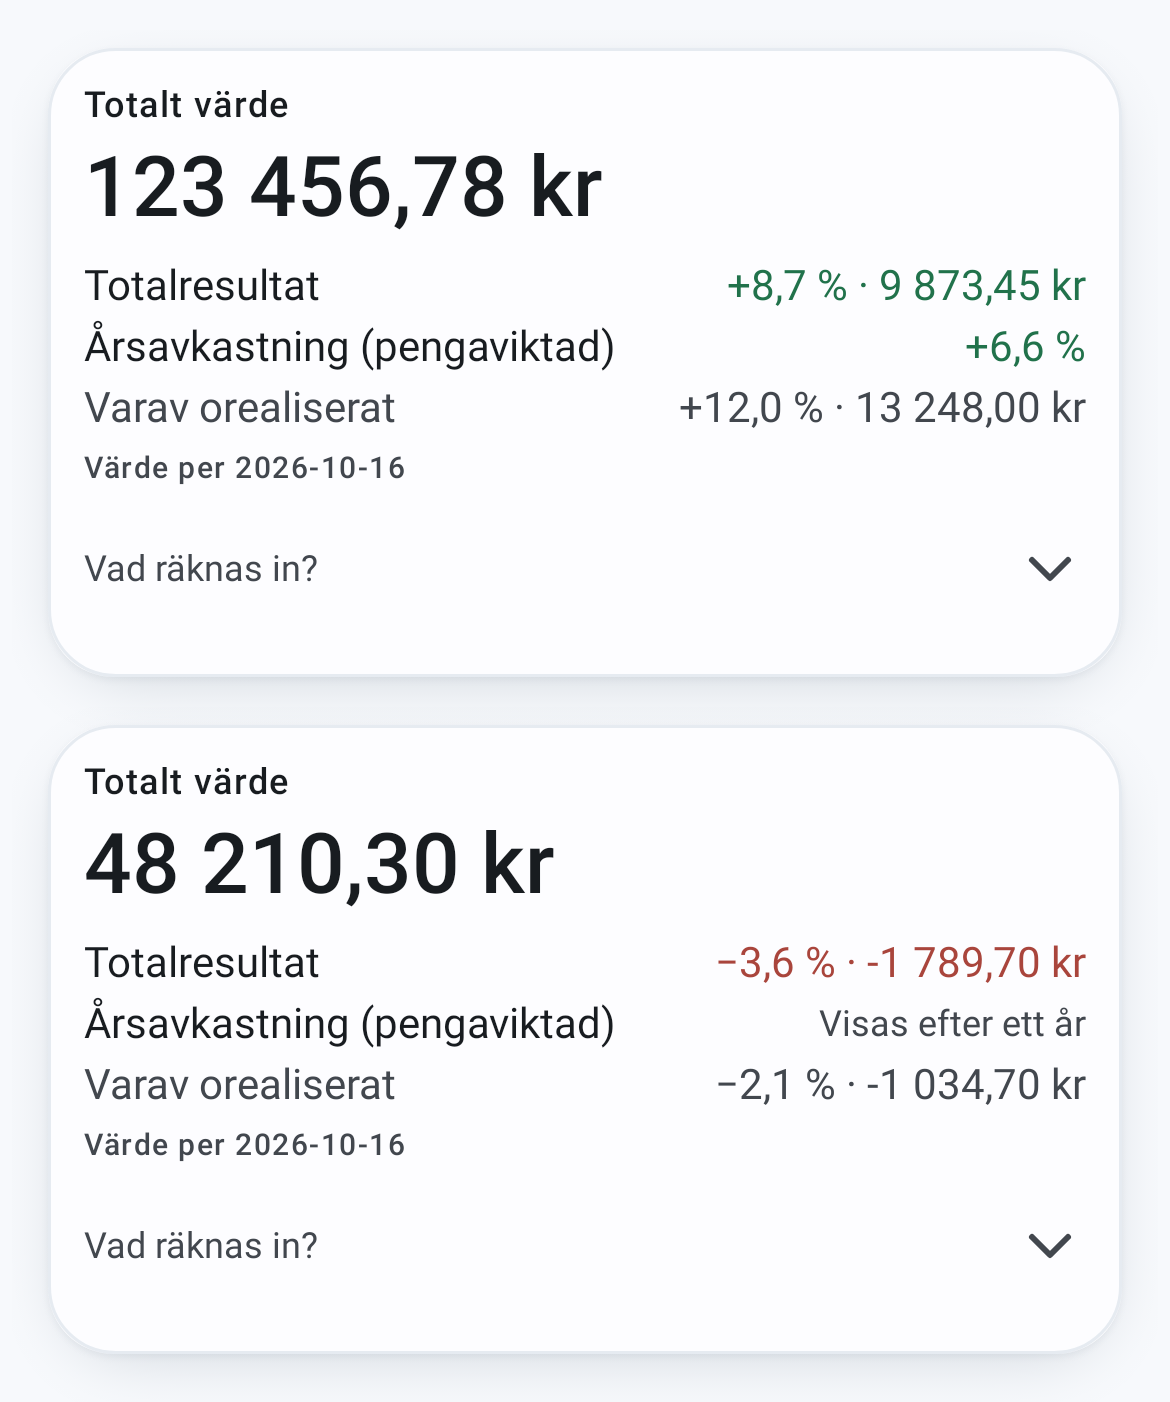 Totalt värde
123 456,78 kr
Totalresultat +8,7 % · 9 873,45 kr
Årsavkastning (pengaviktad) +6,6 %
Varav orealiserat +12,0 % · 13 248,00 kr
Värde per 2026-10-16
Vad räknas in?
Totalt värde
48 210,30 kr
Totalresultat −3,6 % · -1 789,70 kr
Årsavkastning (pengaviktad) Visas efter ett år
Varav orealiserat −2,1 % · -1 034,70 kr
Värde per 2026-10-16
Vad räknas in?